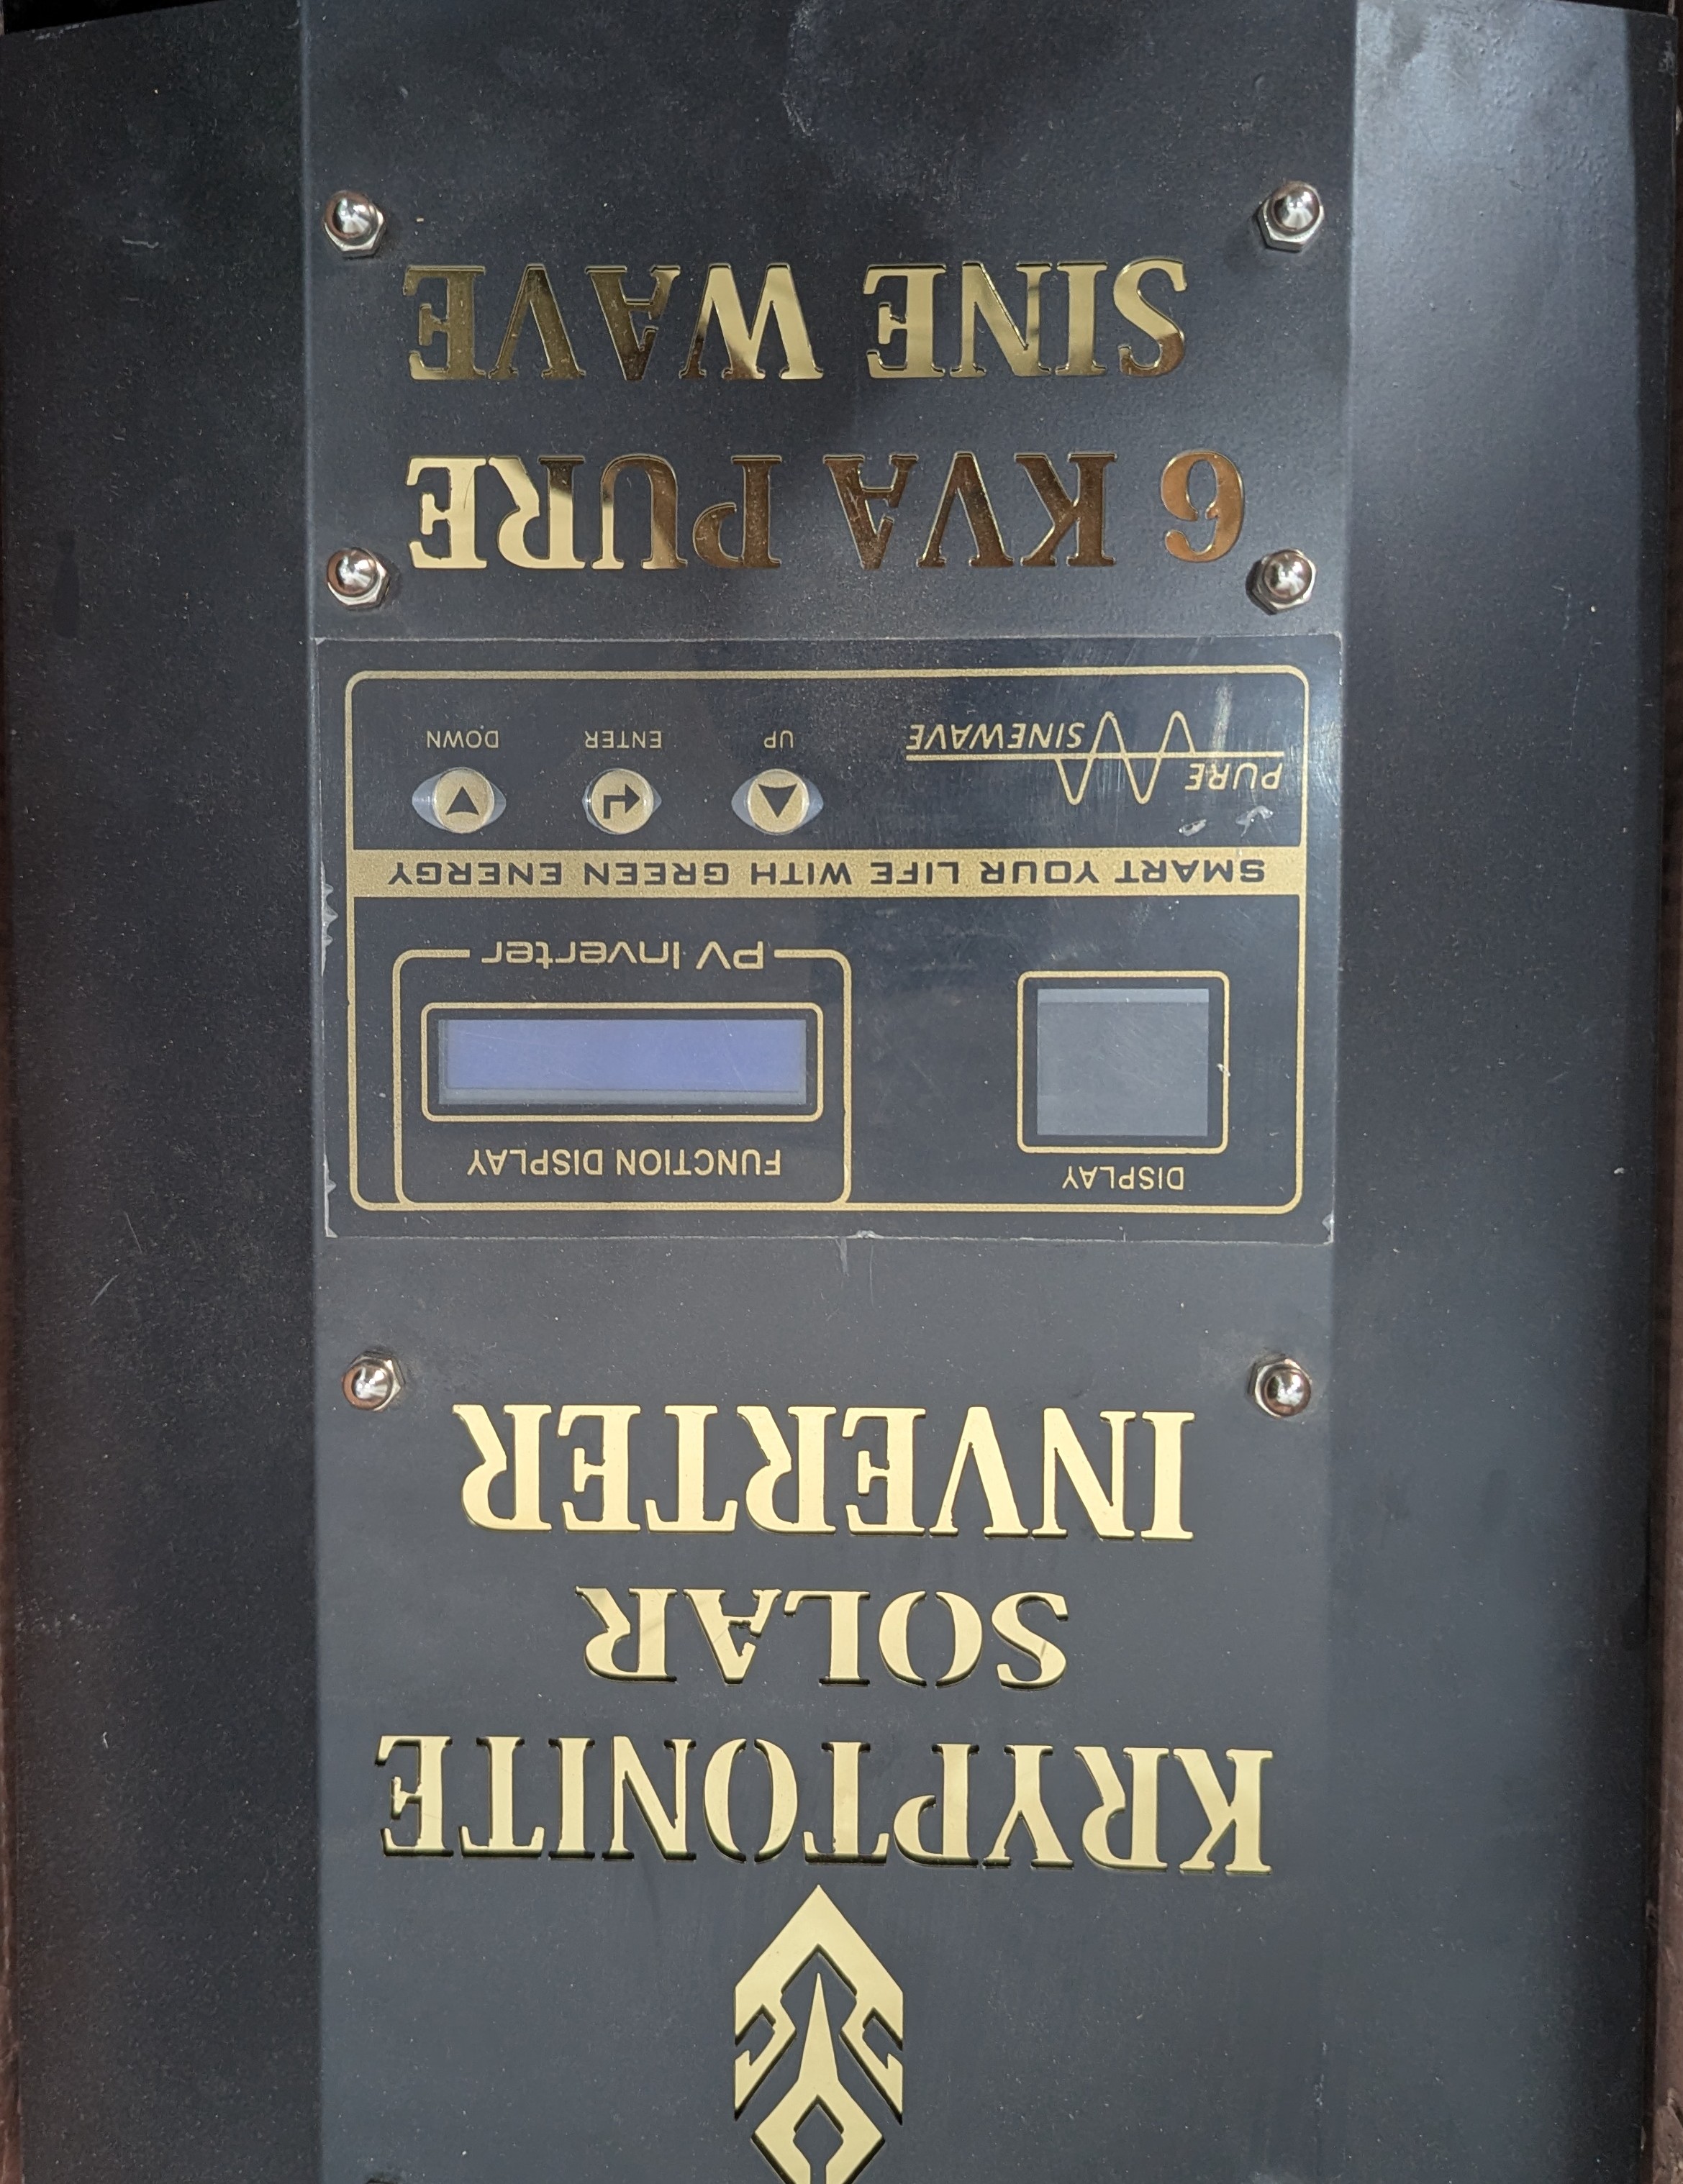 KRYPTONITE
SOLAR
INVERTER
DISPLAY
FUNCTION DISPLAY
PV Inverter
SMART YOUR LIFE WITH GREEN ENERGY
PURE
SINEWAVE
UP
ENTER
DOWN
6 KVA PURE
SINE WAVE